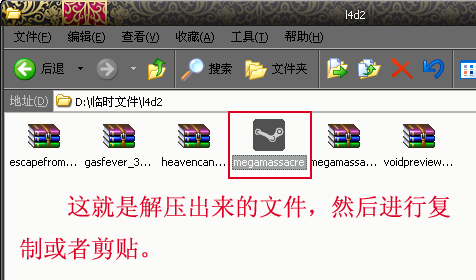 l4d2
文件(F) 编辑(E) 查看(V) 收藏(A) 工具(T) 帮助(H)
后退 搜索 文件夹
地址(D) D:\临时文件\l4d2
escapefrom... gasfever_3... heavencan... megamassacre megamassa... voidpreview...
这就是解压出来的文件，然后进行复
制或者剪贴。